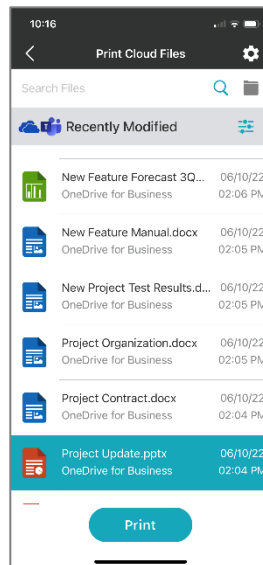 10:16
Print Cloud Files
Search Files
Recently Modified
New Feature Forecast 3Q... 06/10/22
OneDrive for Business 02:06 PM
New Feature Manual.docx 06/10/22
OneDrive for Business 02:05 PM
New Project Test Results.d... 06/10/22
OneDrive for Business 02:05 PM
Project Organization.docx 06/10/22
OneDrive for Business 02:05 PM
Project Contract.docx 06/10/22
OneDrive for Business 02:04 PM
Project Update.pptx 06/10/22
OneDrive for Business 02:04 PM
Print